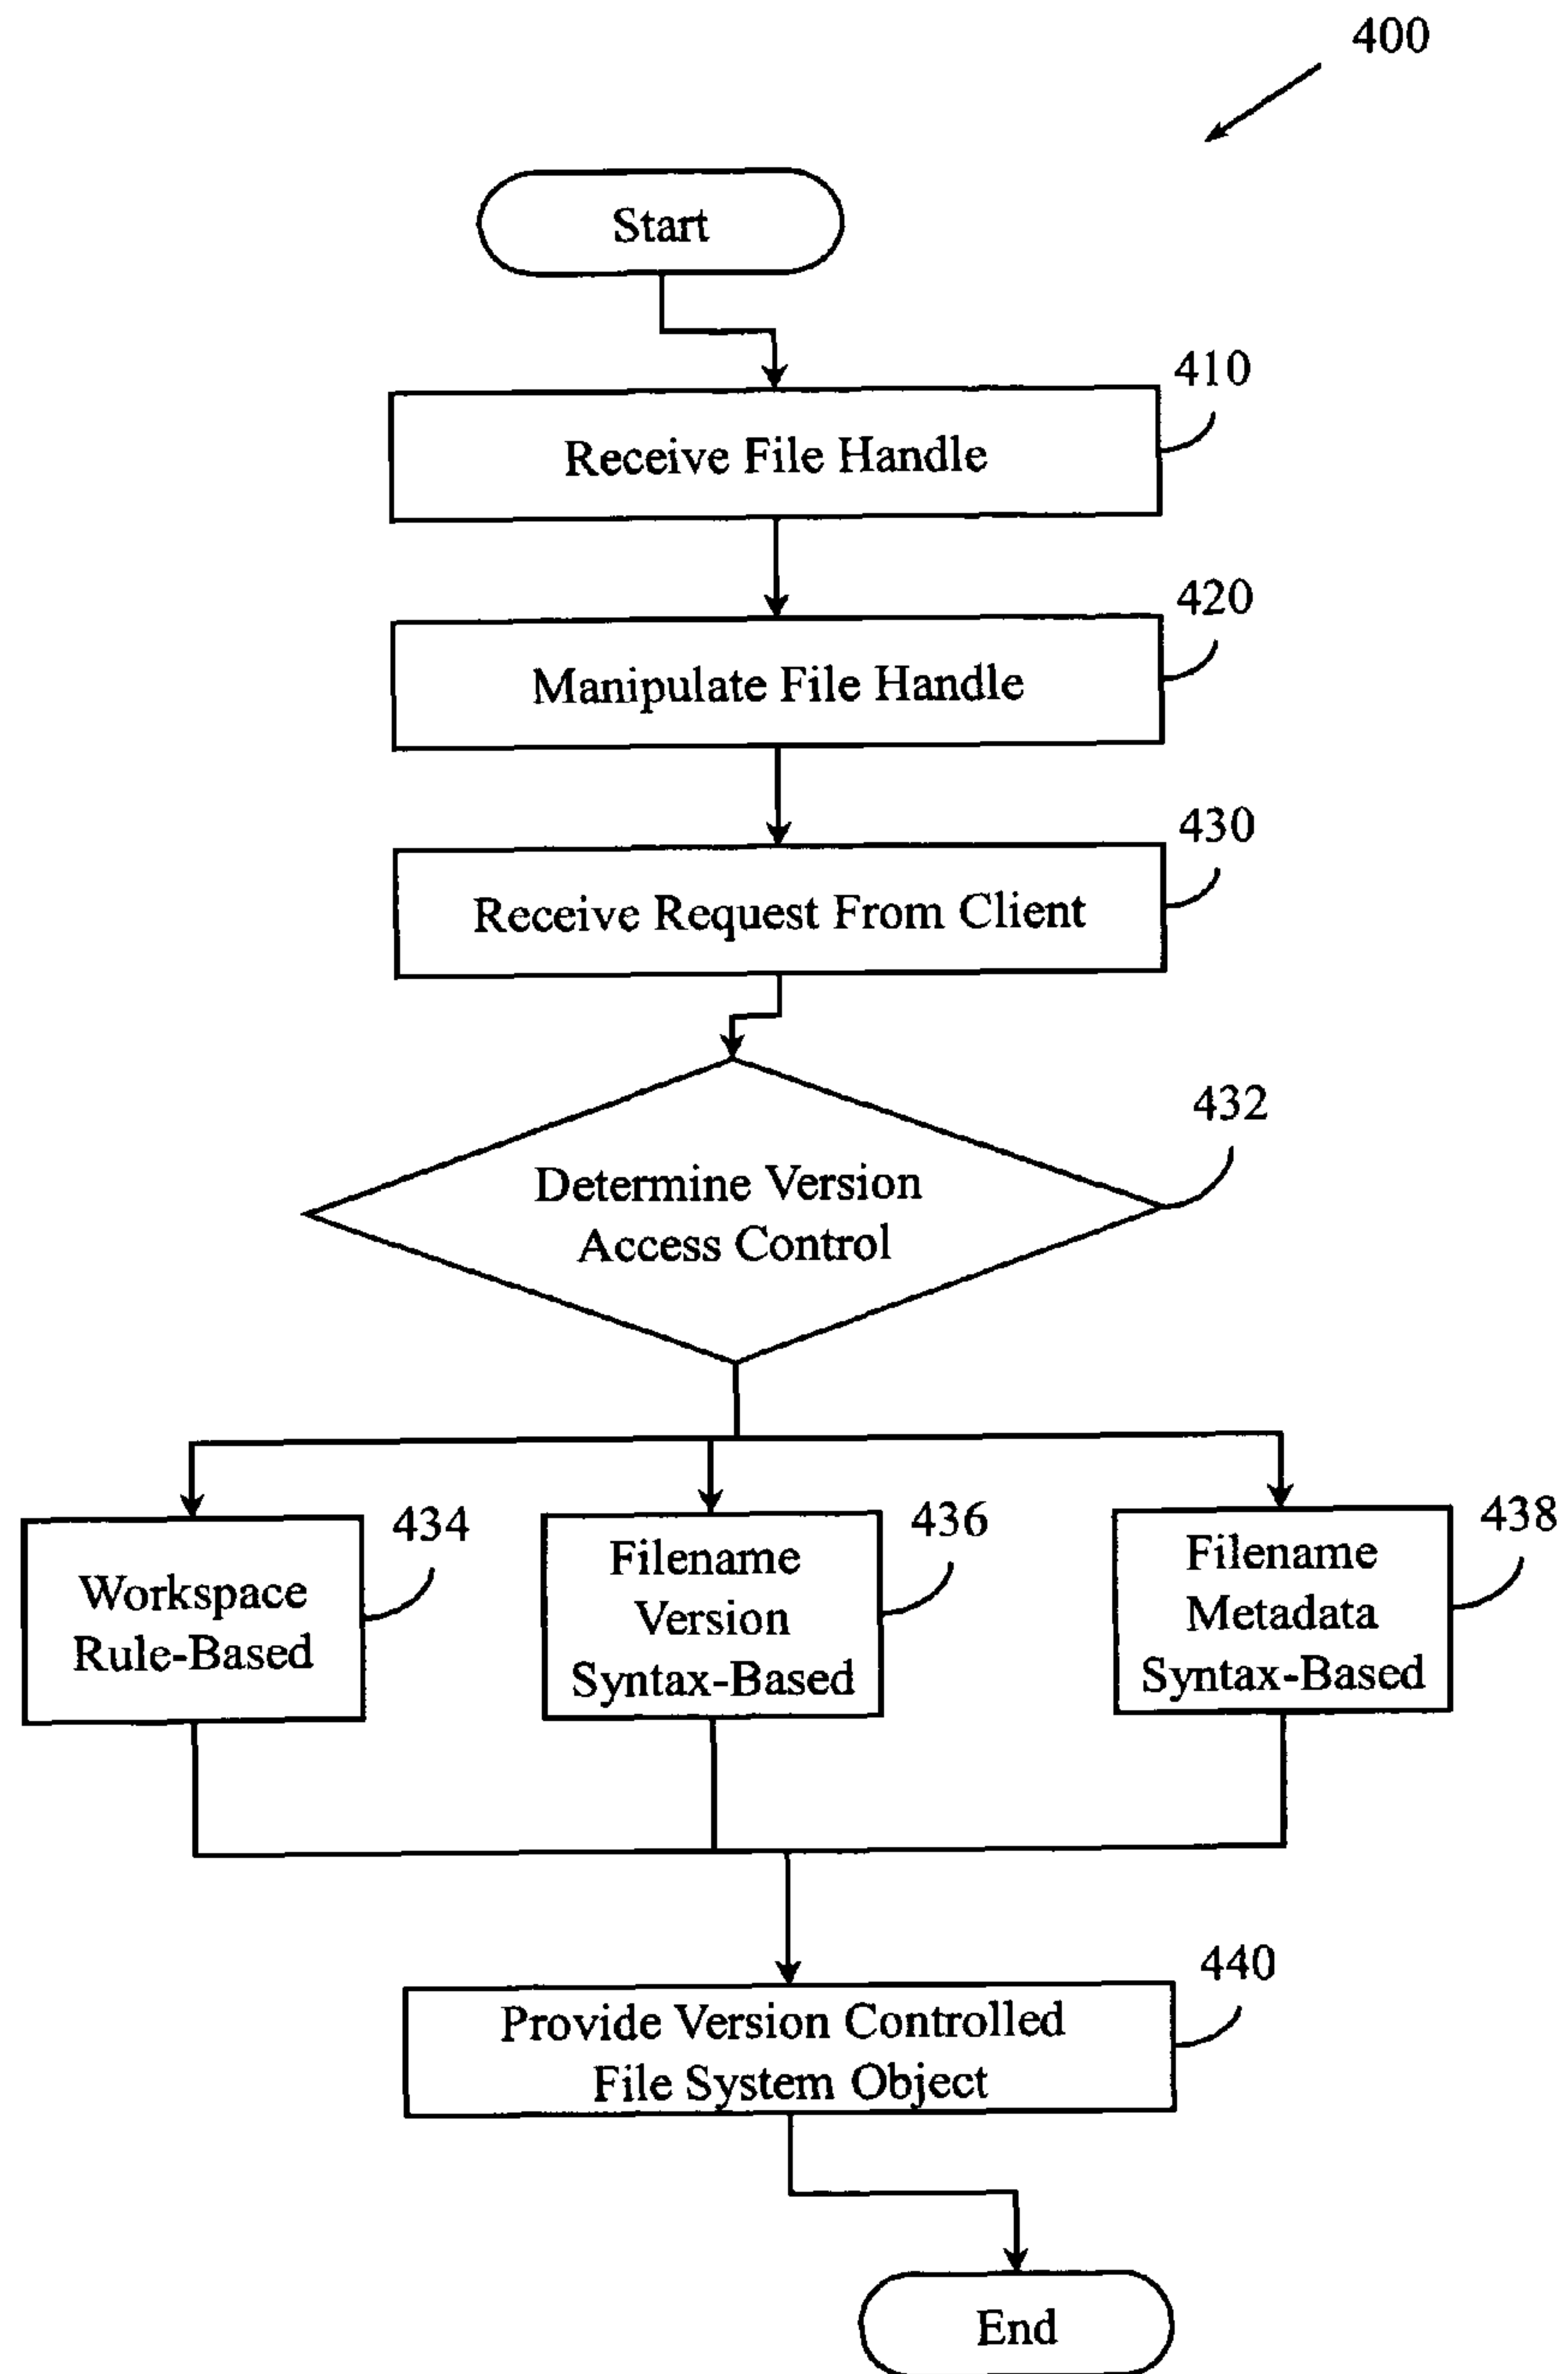 400
Start
410
Receive File Handle
420
Manipulate File Handle
430
Receive Request From Client
432
Determine Version
Access Control
434
Workspace
Rule-Based
436
Filename
Version
Syntax-Based
438
Filename
Metadata
Syntax-Based
440
Provide Version Controlled
File System Object
End